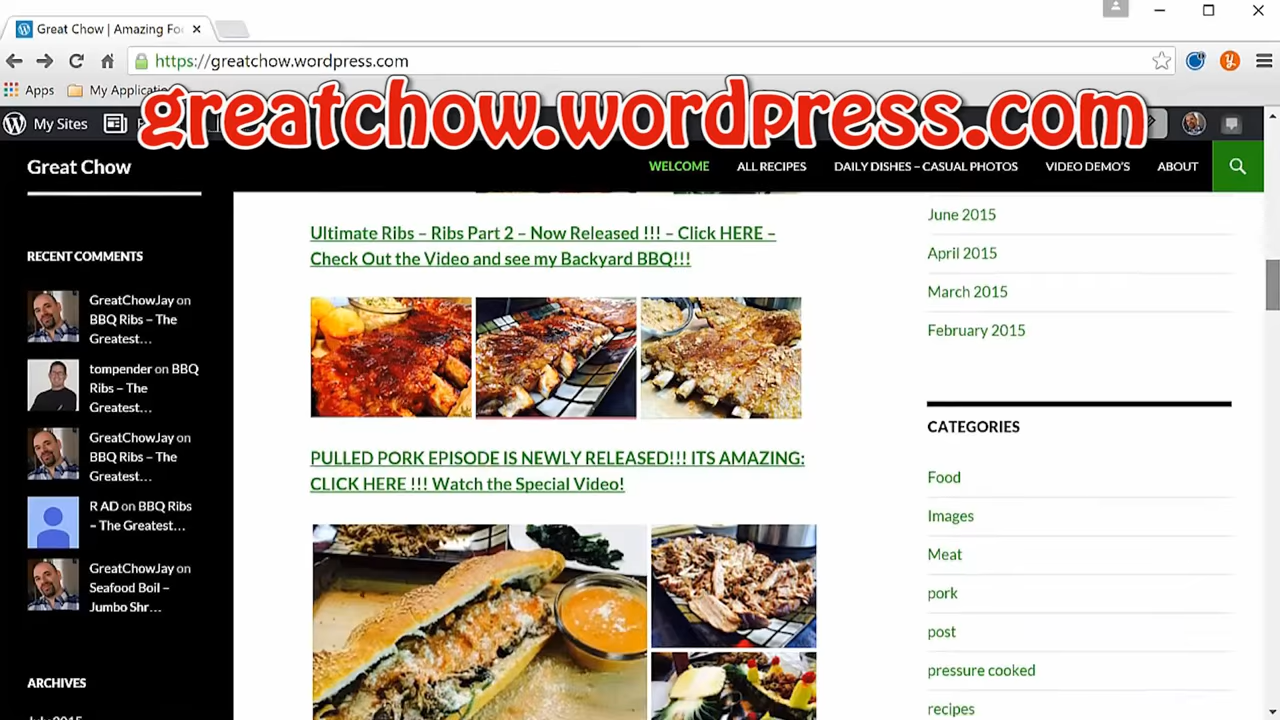 Great Chow | Amazing Fo
https://greatchow.wordpress.com
Apps
My Applicatio
greatchow.wordpress.com
My Sites
Great Chow
WELCOME
ALL RECIPES
DAILY DISHES – CASUAL PHOTOS
VIDEO DEMO'S
ABOUT
RECENT COMMENTS
GreatChowJay on
BBQ Ribs – The
Greatest...
tompender on BBQ
Ribs – The
Greatest...
GreatChowJay on
BBQ Ribs – The
Greatest...
R AD on BBQ Ribs
– The Greatest...
GreatChowJay on
Seafood Boil –
Jumbo Shr...
ARCHIVES
July 2015
Ultimate Ribs – Ribs Part 2 – Now Released !!! – Click HERE –
Check Out the Video and see my Backyard BBQ!!!
PULLED PORK EPISODE IS NEWLY RELEASED!!! ITS AMAZING:
CLICK HERE !!! Watch the Special Video!
June 2015
April 2015
March 2015
February 2015
CATEGORIES
Food
Images
Meat
pork
post
pressure cooked
recipes